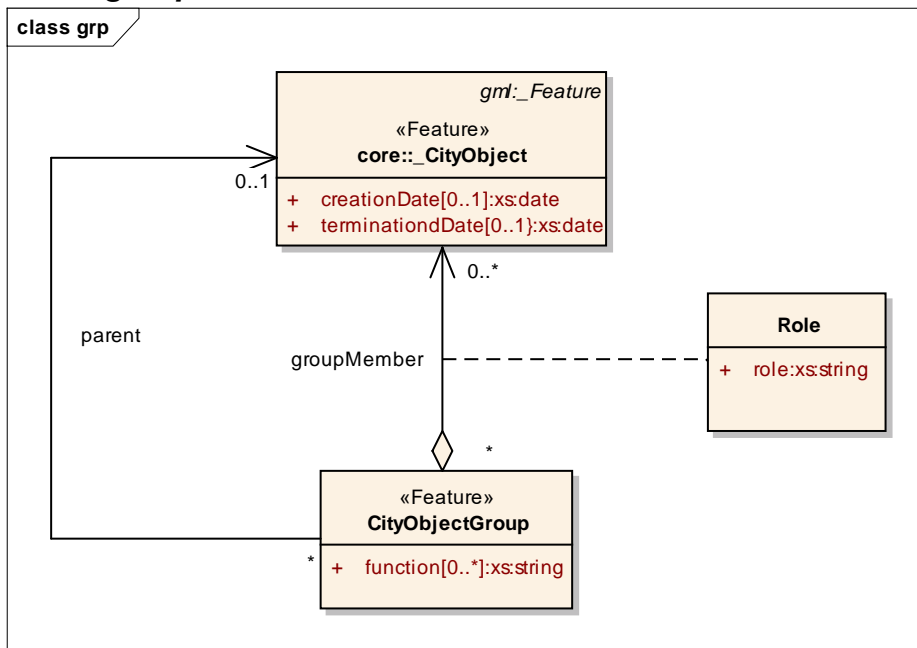 class grp
gml:_Feature
«Feature»
core::_CityObject
0..1
+ creationDate[0..1]:xs:date
+ terminationdDate[0..1}:xs:date
0..*
parent
groupMember
Role
+ role:xs:string
*
«Feature»
CityObjectGroup
*
+ function[0..*]:xs:string